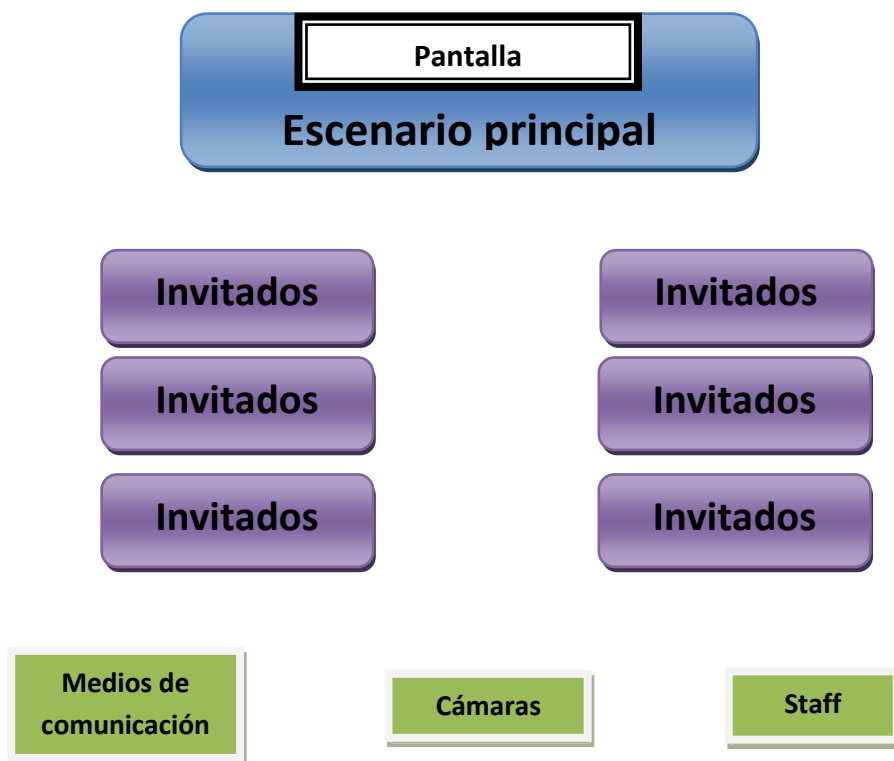 Pantalla
Escenario principal
Invitados
Invitados
Invitados
Invitados
Invitados
Invitados
Medios de
comunicación
Cámaras
Staff